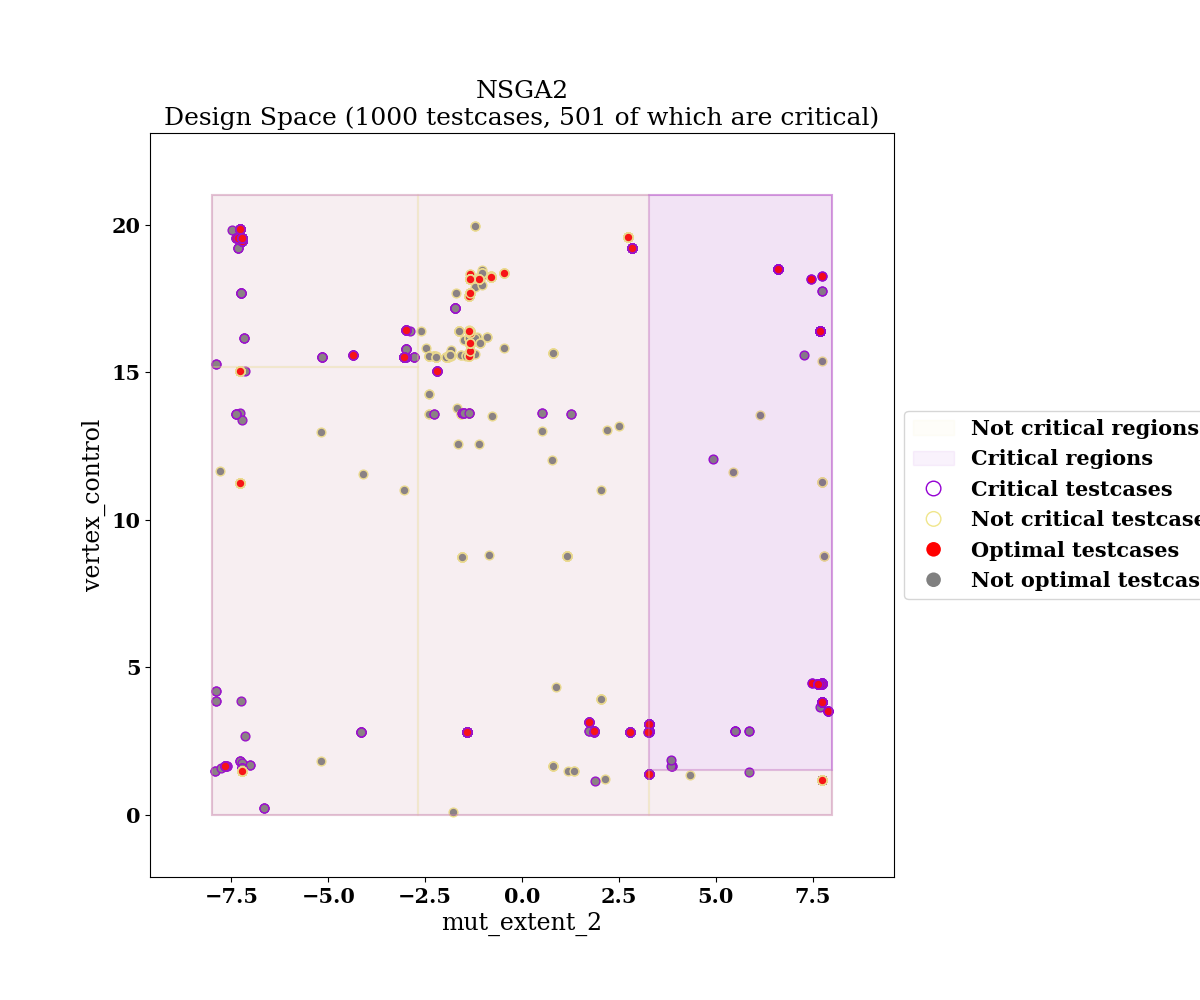 NSGA2
Design Space (1000 testcases, 501 of which are critical)
vertex_control
20
15
10
5
0
−7.5
−5.0
−2.5
0.0
2.5
5.0
7.5
mut_extent_2
Not critical regions
Critical regions
Critical testcases
Not critical testcase
Optimal testcases
Not optimal testcas